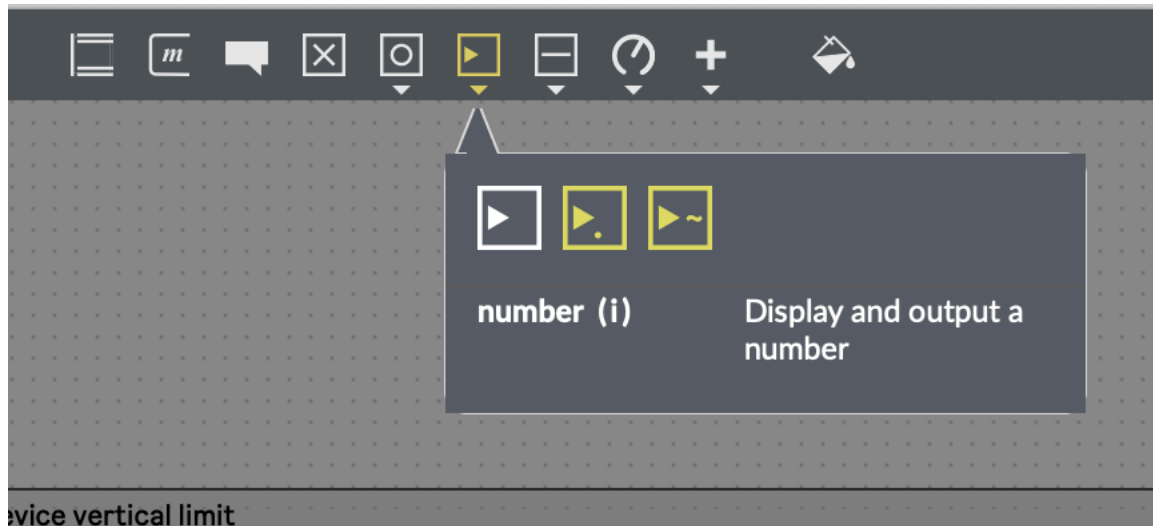 m
number (i)
Display and output a
number
evice vertical limit